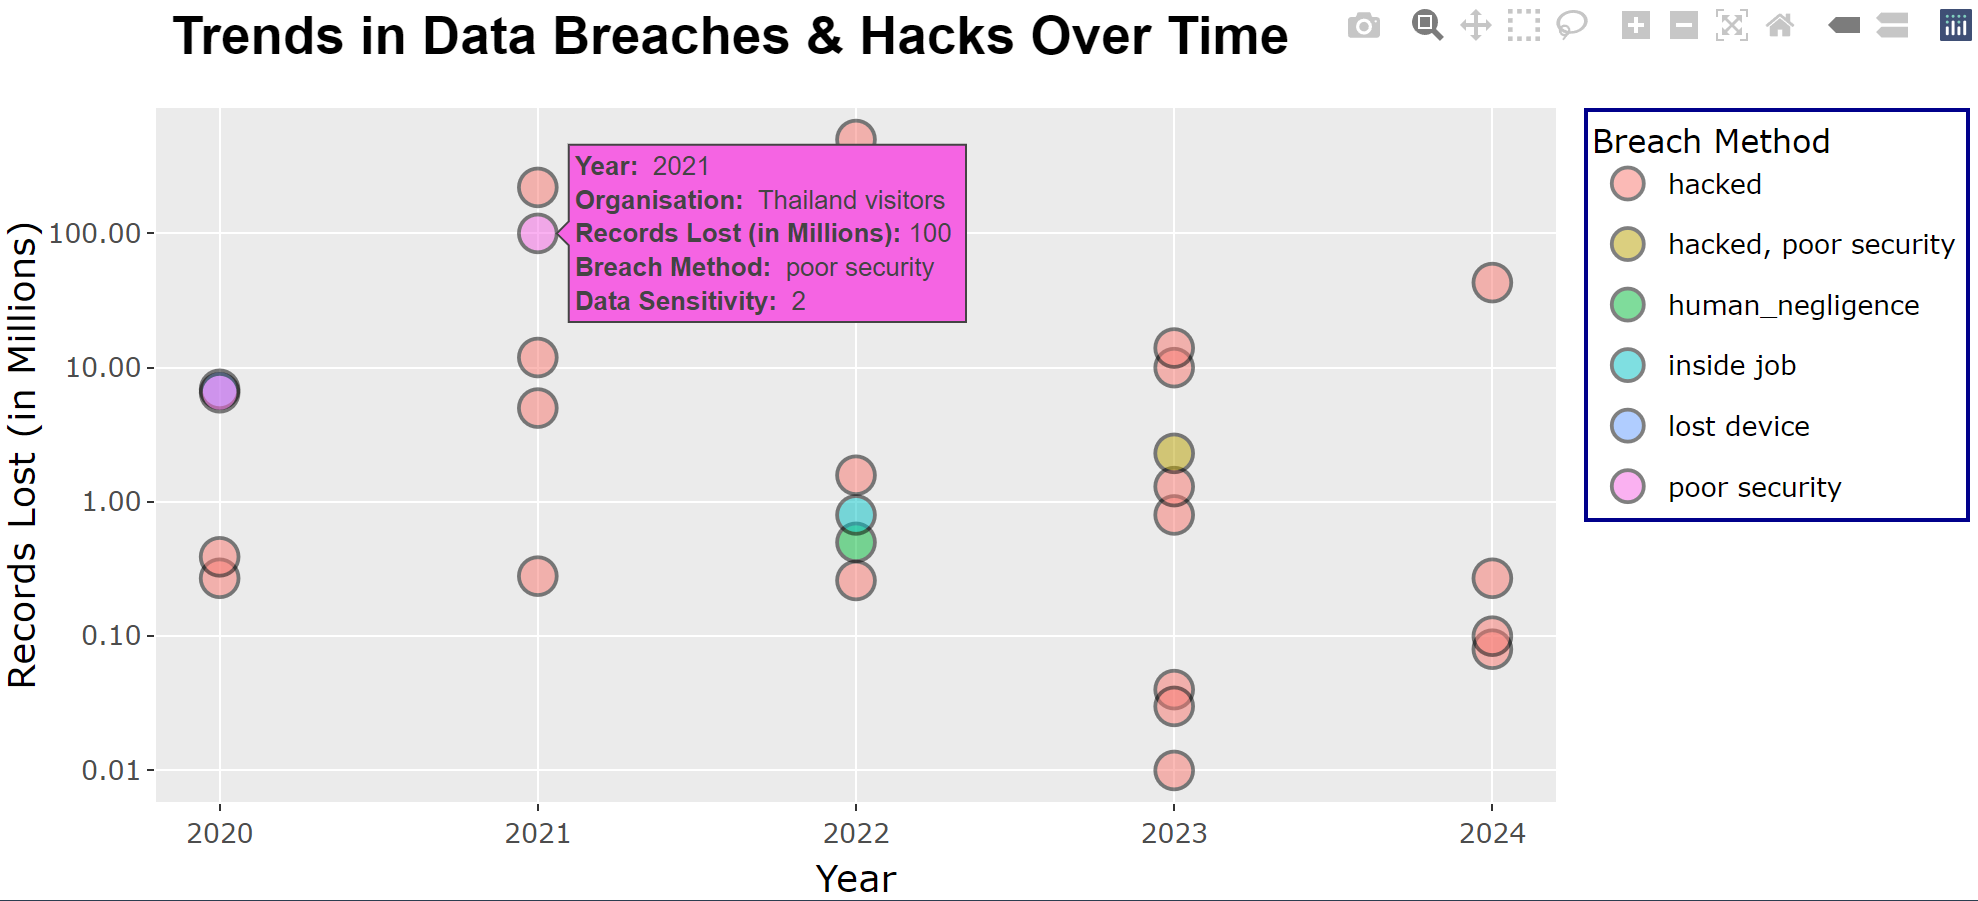 Trends in Data Breaches & Hacks Over Time
Records Lost (in Millions)
100.00
10.00
1.00
0.10
0.01
2020
2021
2022
2023
2024
Year
Year: 2021
Organisation: Thailand visitors
Records Lost (in Millions): 100
Breach Method: poor security
Data Sensitivity: 2
Breach Method
hacked
hacked, poor security
human_negligence
inside job
lost device
poor security